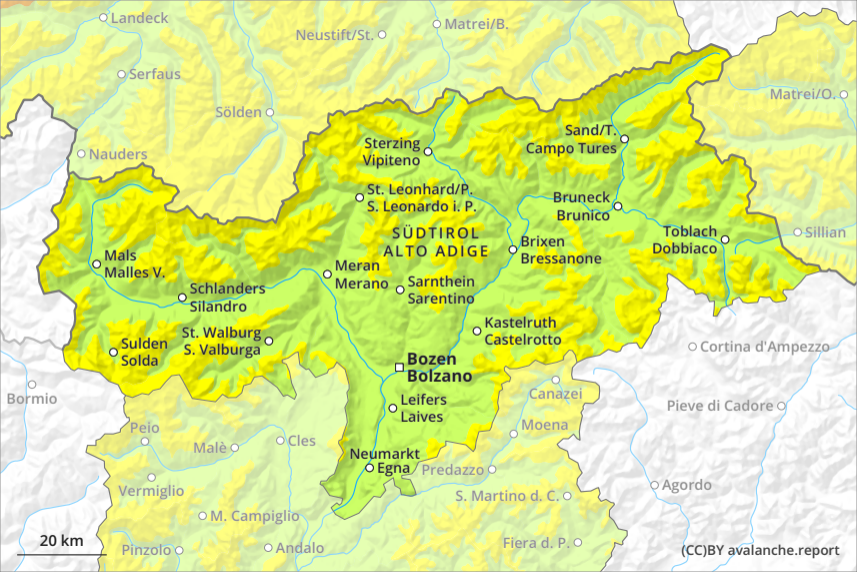 Landeck
Matrei/B.
Neustift/St.
Serfaus
Matrei/O.
Sölden
Sand/T.
Campo Tures
Sterzing
Vipiteno
Nauders
St. Leonhard/P.
S. Leonardo i. P.
Bruneck
Brunico
SÜDTIROL
ALTO ADIGE
Toblach
Dobbiaco
Sillian
Brixen
Bressanone
Mals
Malles V.
Meran
Merano
Sarnthein
Sarentino
Schlanders
Silandro
Kastelruth
Castelrotto
St. Walburg
S. Valburga
Sulden
Solda
Cortina d'Ampezzo
Bozen
Bolzano
Bormio
Canazei
Leifers
Laives
Pieve di Cadore
Peio
Moena
Cles
Malè
Neumarkt
Egna
Predazzo
Vermiglio
Agordo
S. Martino d. C.
M. Campiglio
20 km
Pinzolo
Andalo
Fiera d. P.
(CC)BY avalanche.report